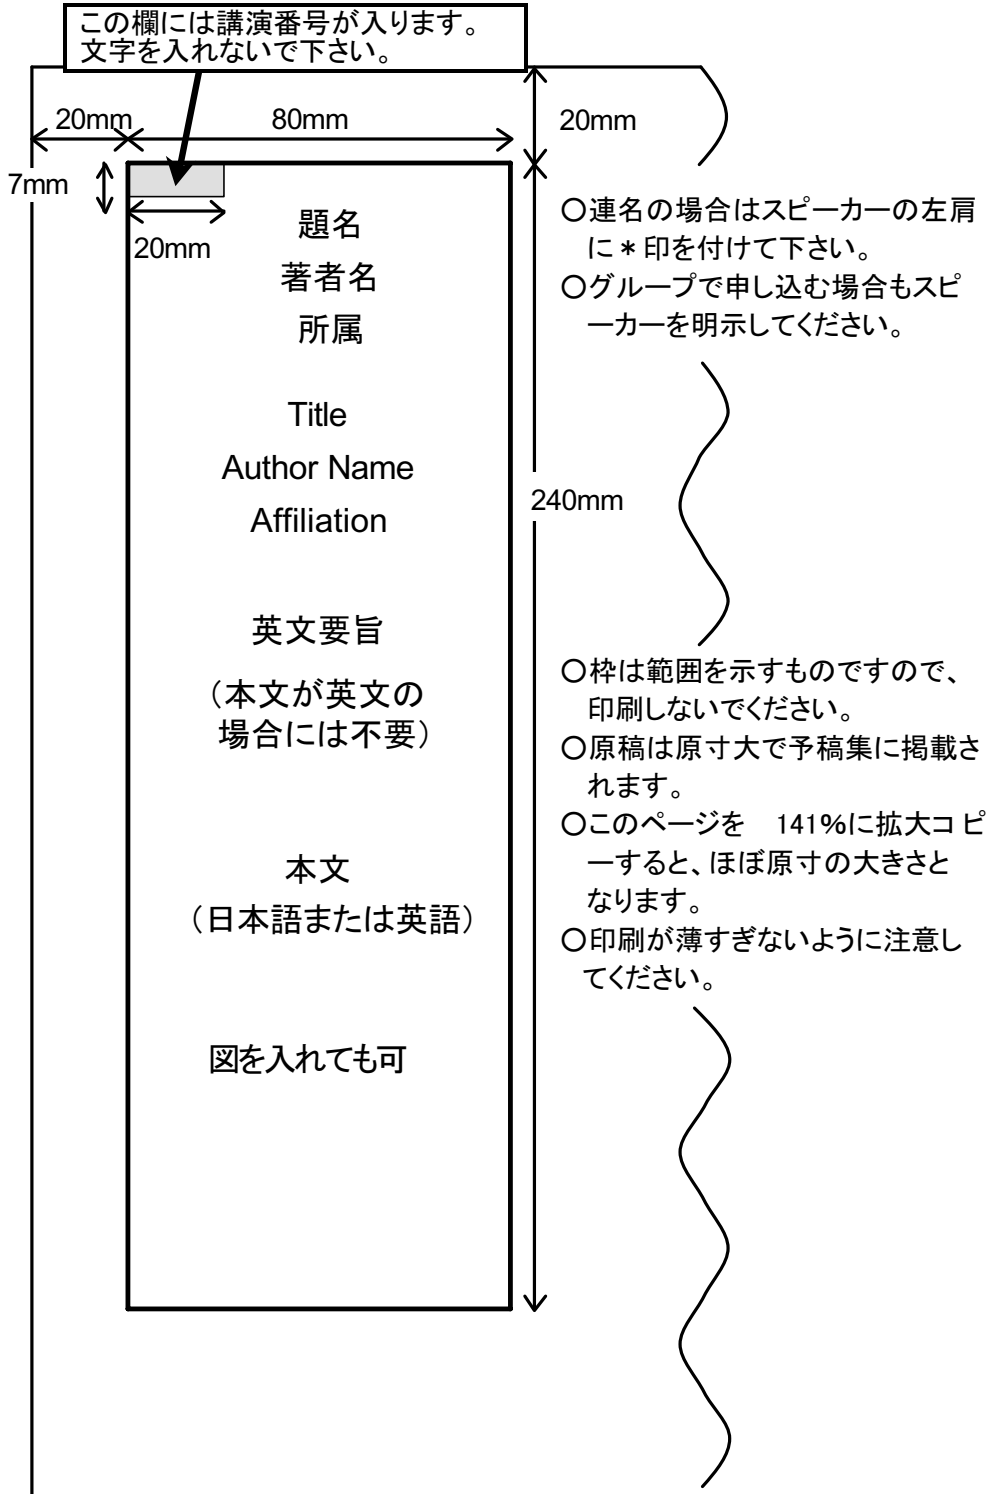 この欄には講演番号が入ります。
文字を入れないで下さい。
20mm
80mm
20mm
7mm
20mm
題名
著者名
所属
Title
Author Name
Affiliation
240mm
英文要旨
（本文が英文の
場合には不要）
本文
（日本語または英語）
図を入れても可
○連名の場合はスピーカーの左肩
に＊印を付けて下さい。
○グループで申し込む場合もスピ
ーカーを明示してください。
○枠は範囲を示すものですので、
印刷しないでください。
○原稿は原寸大で予稿集に掲載さ
れます。
○このページを　141%に拡大コピ
ーすると、ほぼ原寸の大きさと
なります。
○印刷が薄すぎないように注意し
てください。